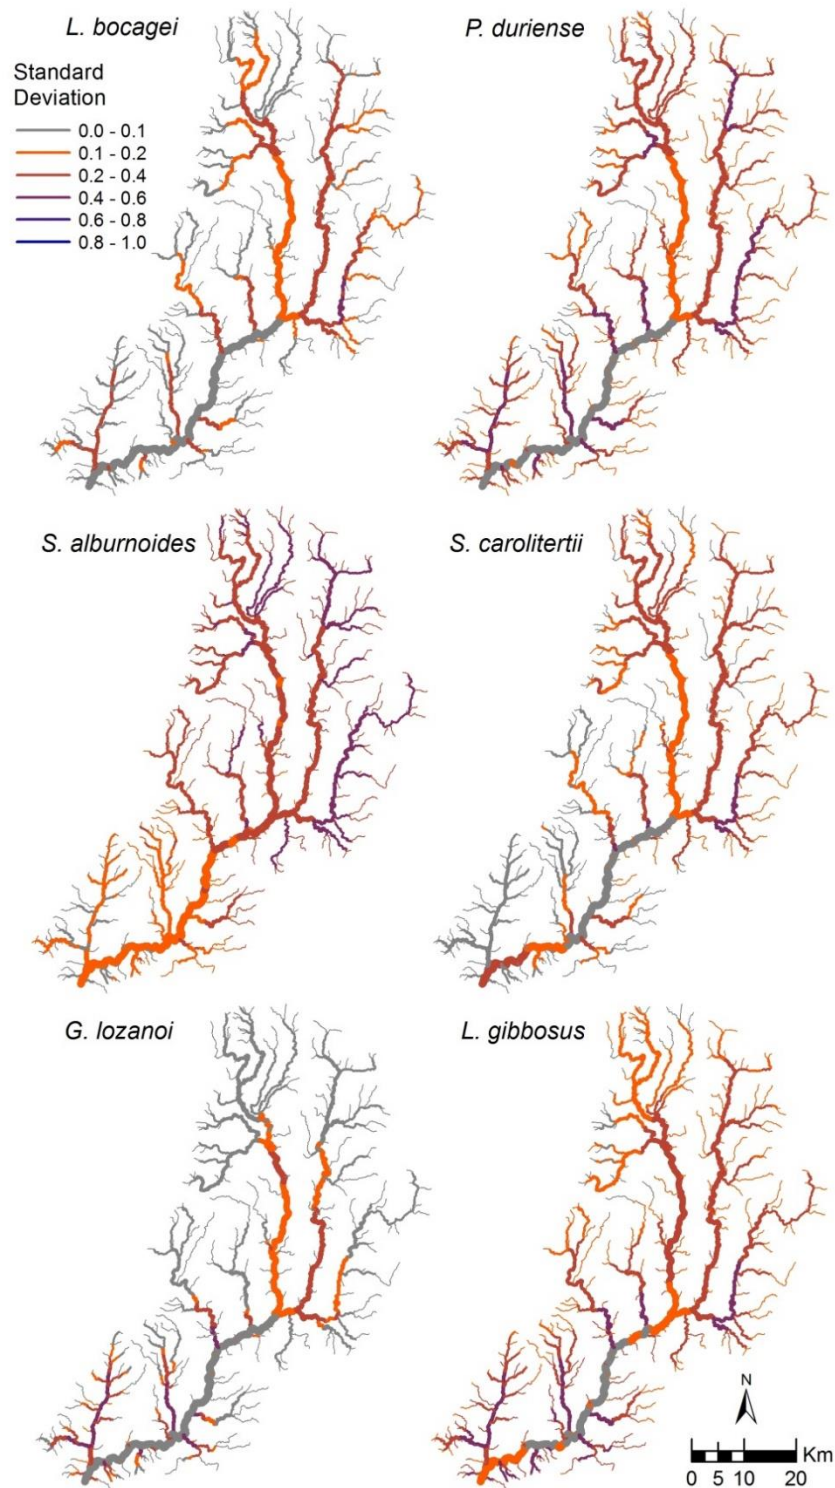 L. bocagei
P. duriense
Standard
Deviation
0.0 - 0.1
0.1 - 0.2
0.2 - 0.4
0.4 - 0.6
0.6 - 0.8
0.8 - 1.0
S. alburnoides
S. carolitertii
G. lozanoi
L. gibbosus
N
Km
0 5 10 20